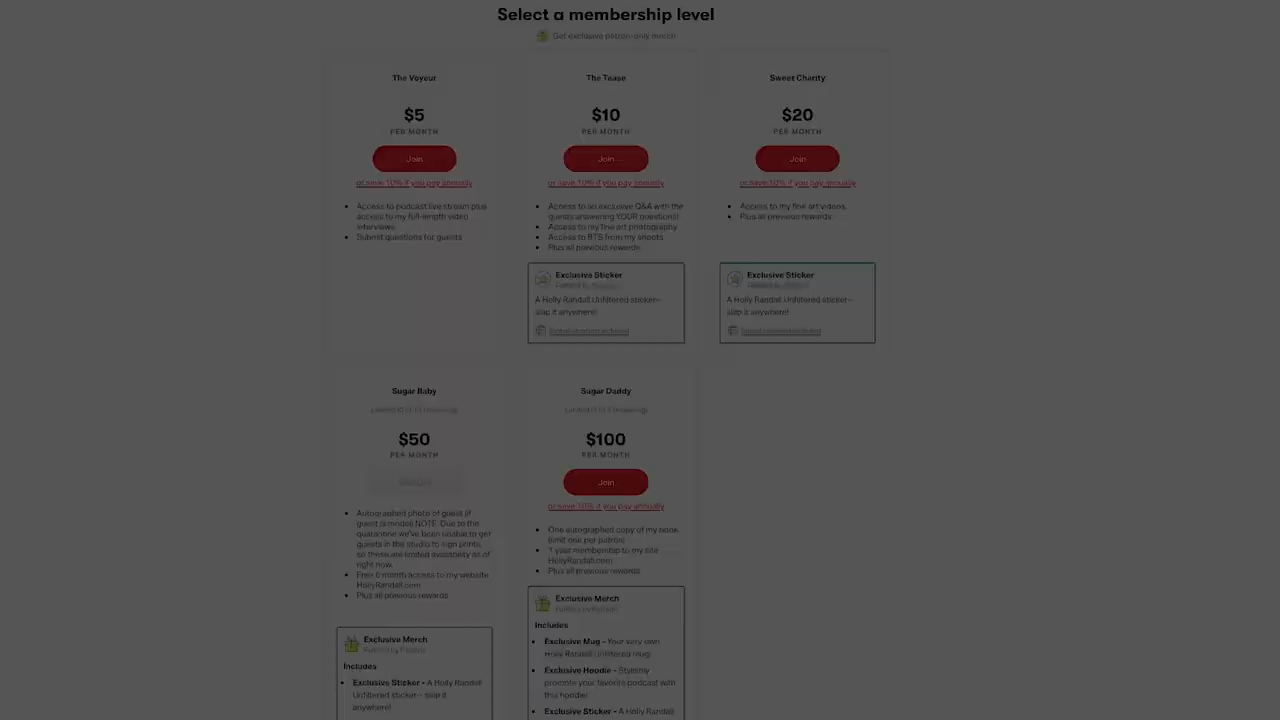 Select a membership level
Get exclusive patron-only merch
The Voyeur
$5
PER MONTH
Join
or save 10% if you pay annually
Access to podcast live stream plus
access to my full-length video
interviews
Submit questions for guests
The Tease
$10
PER MONTH
Join
or save 10% if you pay annually
Access to an exclusive Q&A with the
guests answering YOUR questions!
Access to my fine art photography
Access to BTS from my shoots
Plus all previous rewards
Exclusive Sticker
Fulfilled by
A Holly Randall Unfiltered sticker–
slap it anywhere!
Sweet Charity
$20
PER MONTH
Join
or save 10% if you pay annually
Access to my fine art videos.
Plus all previous rewards
Exclusive Sticker
A Holly Randall Unfiltered sticker–
slap it anywhere!
Sugar Baby
$50
PER MONTH
Autographed photo of guest (if
guest is model) NOTE: Due to the
quarantine we've been unable to get
guests in the studio to sign prints,
so these are limited availability as of
right now.
Free 6 month access to my website
HollyRandall.com
Plus all previous rewards
Exclusive Merch
Fulfilled by Patreon
Includes
Exclusive Sticker - A Holly Randall
Unfiltered sticker– slap it
anywhere!
Sugar Daddy
$100
PER MONTH
Join
or save 10% if you pay annually
One autographed copy of my book
(limit one per patron)
1 year membership to my site
HollyRandall.com
Plus all previous rewards
Exclusive Merch
Fulfilled by Patreon
Includes
Exclusive Mug - Your very own
Holly Randall Unfiltered mug!
Exclusive Hoodie - Stylishly
promote your favorite podcast with
this hoodie!
Exclusive Sticker - A Holly Randall